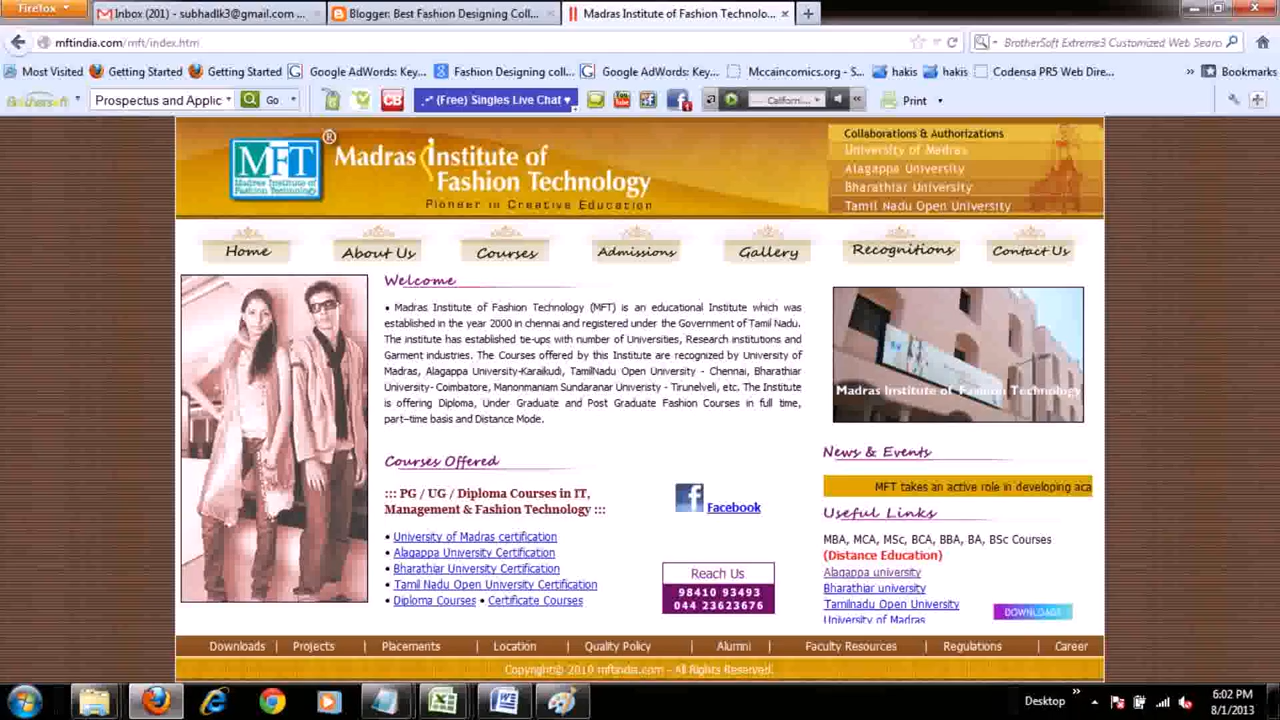 Firefox
Inbox (201) - subhadlk3@gmail.com ...
Blogger: Best Fashion Designing Coll...
Madras Institute of Fashion Technolo...
mftindia.com/mft/index.htm
BrotherSoft Extreme3 Customized Web Searc
Most Visited
Getting Started
Getting Started
Google AdWords: Key...
Fashion Designing coll...
Google AdWords: Key...
Mccaincomics.org - S...
hakis
hakis
Codensa PR5 Web Dire...
Bookmarks
Prospectus and Applic
Go
CB
(Free) Singles Live Chat
Californi...
Print
MFT
Madras Institute of
Fashion Technology
®
Madras Institute of
Fashion Technology
Pioneer in Creative Education
Collaborations & Authorizations
University of Madras
Alagappa University
Bharathiar University
Tamil Nadu Open University
Home
About Us
Courses
Admissions
Gallery
Recognitions
Contact Us
Welcome
• Madras Institute of Fashion Technology (MFT) is an educational Institute which was
established in the year 2000 in chennai and registered under the Government of Tamil Nadu.
The institute has established tie-ups with number of Universities, Research institutions and
Garment industries. The Courses offered by this Institute are recognized by University of
Madras, Alagappa University-Karaikudi, TamilNadu Open University - Chennai, Bharathiar
University- Coimbatore, Manonmaniam Sundaranar Univeristy - Tirunelveli, etc. The Institute
is offering Diploma, Under Graduate and Post Graduate Fashion Courses in full time,
part–time basis and Distance Mode.
Madras Institute of Fashion Technology
Courses Offered
::: PG / UG / Diploma Courses in IT,
Management & Fashion Technology :::
• University of Madras certification
• Alagappa University Certification
• Bharathiar University Certification
• Tamil Nadu Open University Certification
• Diploma Courses • Certificate Courses
Facebook
Reach Us
98410 93493
044 23623676
News & Events
MFT takes an active role in developing aca
Useful Links
MBA, MCA, MSc, BCA, BBA, BA, BSc Courses
(Distance Education)
Alagappa university
Bharathiar university
Tamilnadu Open University
University of Madras
DOWNLOADS
Downloads | Projects | Placements | Location | Quality Policy | Alumni | Faculty Resources | Regulations | Career
Copyright@ 2010 mftindia.com - All Rights Reserved.
Desktop
6:02 PM
8/1/2013